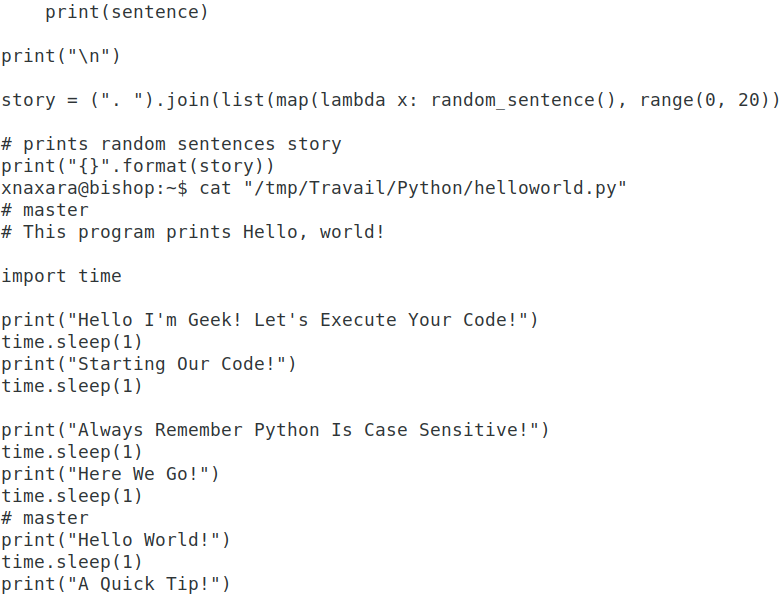 print(sentence)

print("\n")

story = (". ").join(list(map(lambda x: random_sentence(), range(0, 20))

# prints random sentences story
print("{}".format(story))
xnaxara@bishop:~$ cat "/tmp/Travail/Python/helloworld.py"
# master
# This program prints Hello, world!

import time

print("Hello I'm Geek! Let's Execute Your Code!")
time.sleep(1)
print("Starting Our Code!")
time.sleep(1)

print("Always Remember Python Is Case Sensitive!")
time.sleep(1)
print("Here We Go!")
time.sleep(1)
# master
print("Hello World!")
time.sleep(1)
print("A Quick Tip!")